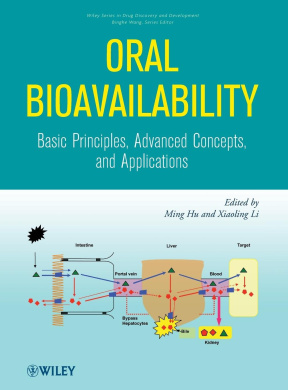 Wiley Series in Drug Discovery and Development
Binghe Wang, Series Editor
ORAL
BIOAVAILABILITY
Basic Principles, Advanced Concepts,
and Applications
Edited by
Ming Hu and Xiaoling Li
Intestine
Liver
Target
Portal vein
Blood
Bypass
Hepatocytes
Bile
Kidney
WILEY